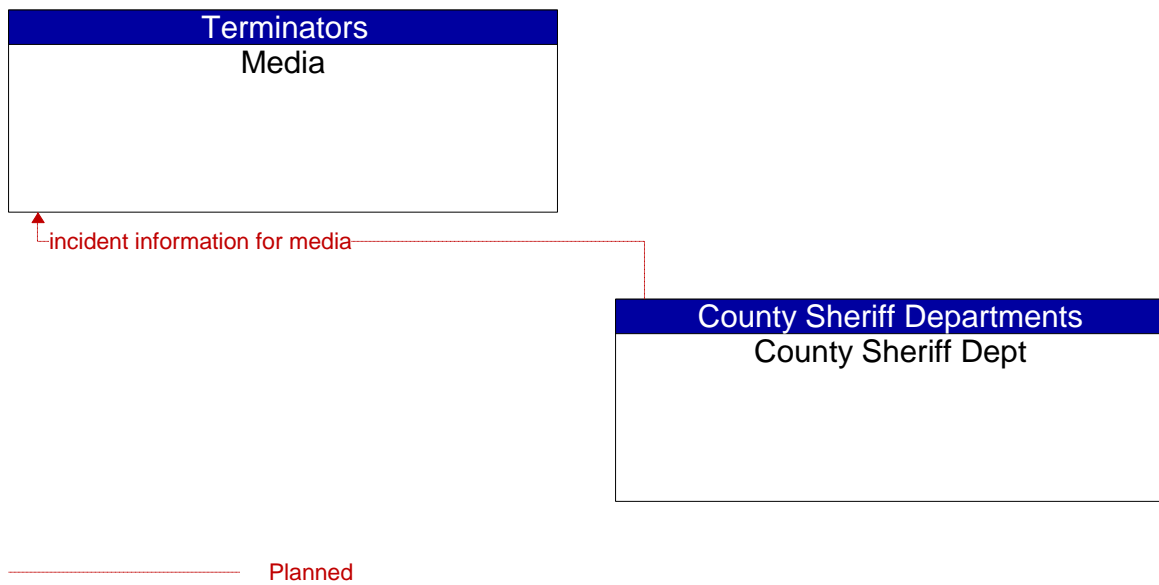 Terminators
Media
incident information for media
County Sheriff Departments
County Sheriff Dept
Planned